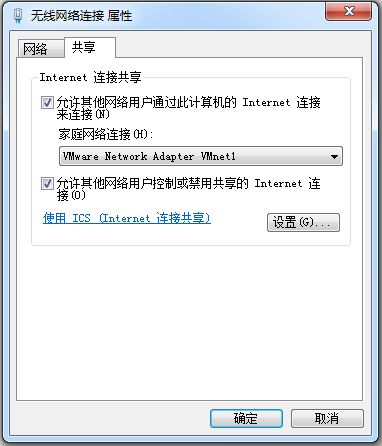 无线网络连接 属性
网络 共享
Internet 连接共享
允许其他网络用户通过此计算机的 Internet 连接
来连接(N)
家庭网络连接(H):
VMware Network Adapter VMnet1
允许其他网络用户控制或禁用共享的 Internet 连
接(O)
使用 ICS (Internet 连接共享)
设置(G)...
确定 取消